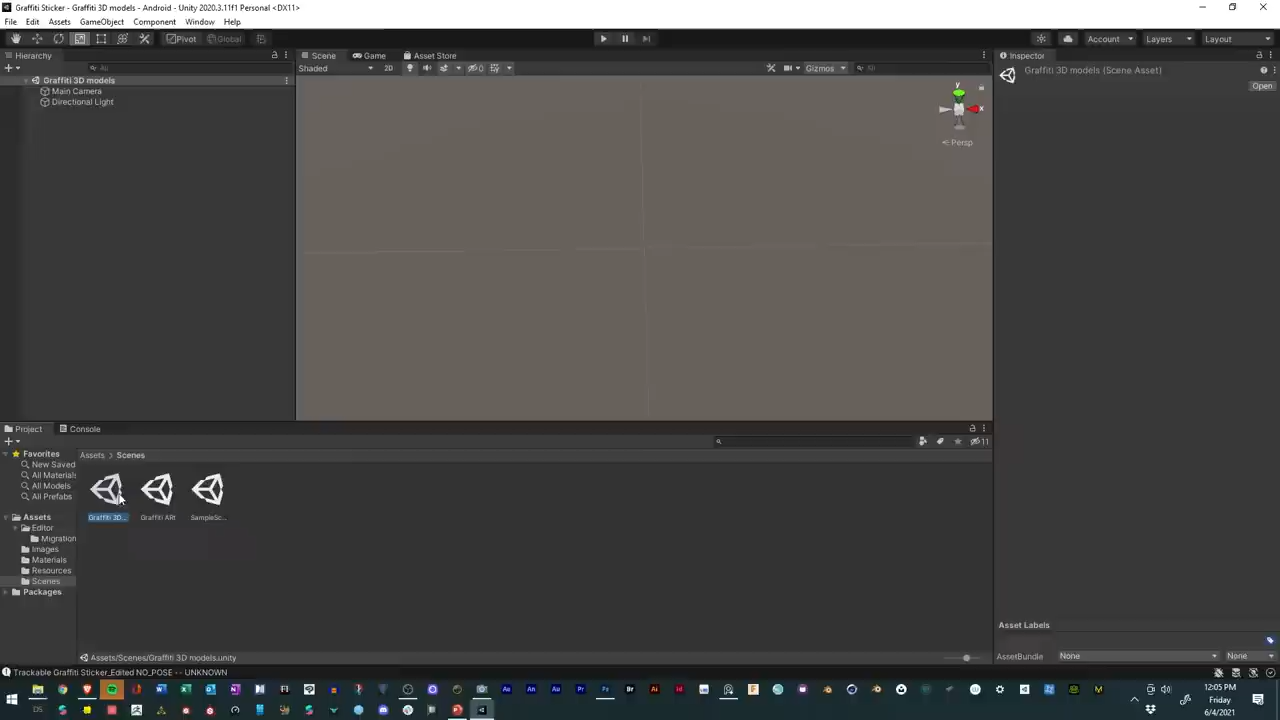 Graffiti Sticker - Graffiti 3D models - Android - Unity 2020.3.11f1 Personal <DX11>
File Edit Assets GameObject Component Window Help
Pivot Global Account Layers Layout
Hierarchy Scene Game Asset Store Inspector
All Shaded 2D 0 Gizmos All
Graffiti 3D models
Main Camera
Directional Light
y
x
Persp
Graffiti 3D models (Scene Asset)
Open
Project Console
11
Favorites
New Saved
All Materials
All Models
All Prefabs
Assets
Editor
Migration
Images
Materials
Resources
Scenes
Packages
Assets > Scenes
Graffiti 3D... Graffiti ARt SampleSc...
Assets/Scenes/Graffiti 3D models.unity
Asset Labels
AssetBundle None None
Trackable Graffiti Sticker_Edited NO_POSE -- UNKNOWN
12:05 PM
Friday
6/4/2021